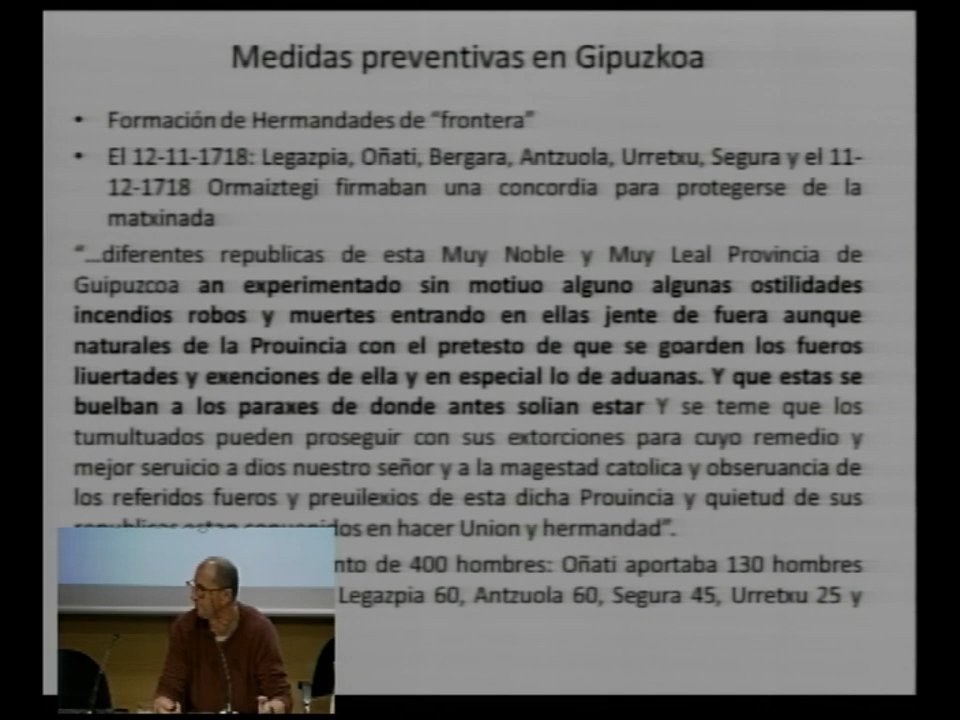 Medidas preventivas en Gipuzkoa
• Formación de Hermandades de “frontera”
• El 12-11-1718: Legazpia, Oñati, Bergara, Antzuola, Urretxu, Segura y el 11-
12-1718 Ormaiztegi firmaban una concordia para protegerse de la
matxinada
“…diferentes republicas de esta Muy Noble y Muy Leal Provincia de
Guipuzcoa an experimentado sin motiuo alguno algunas ostilidades
incendios robos y muertes entrando en ellas jente de fuera aunque
naturales de la Prouincia con el pretesto de que se goarden los fueros
liuertades y exenciones de ella y en especial lo de aduanas. Y que estas se
buelban a los paraxes de donde antes solian estar Y se teme que los
tumultuados pueden proseguir con sus extorciones para cuyo remedio y
mejor seruicio a dios nuestro señor y a la magestad catolica y obseruancia de
los referidos fueros y preuilexios de esta dicha Prouincia y quietud de sus
en hacer Union y hermandad”.
de 400 hombres: Oñati aportaba 130 hombres
Legazpia 60, Antzuola 60, Segura 45, Urretxu 25 y